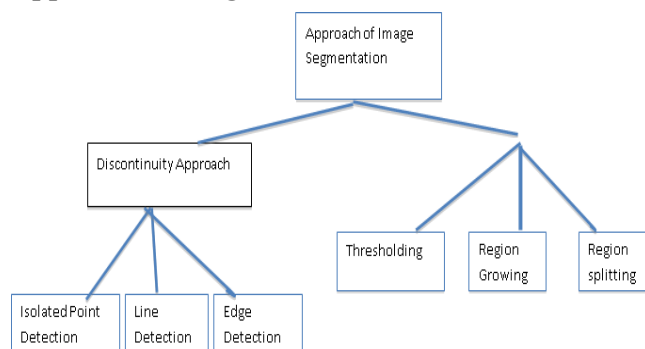 Approach of Image
Segmentation
Discontinuity Approach
Thresholding
Region
Growing
Region
splitting
Isolated Point
Detection
Line
Detection
Edge
Detection